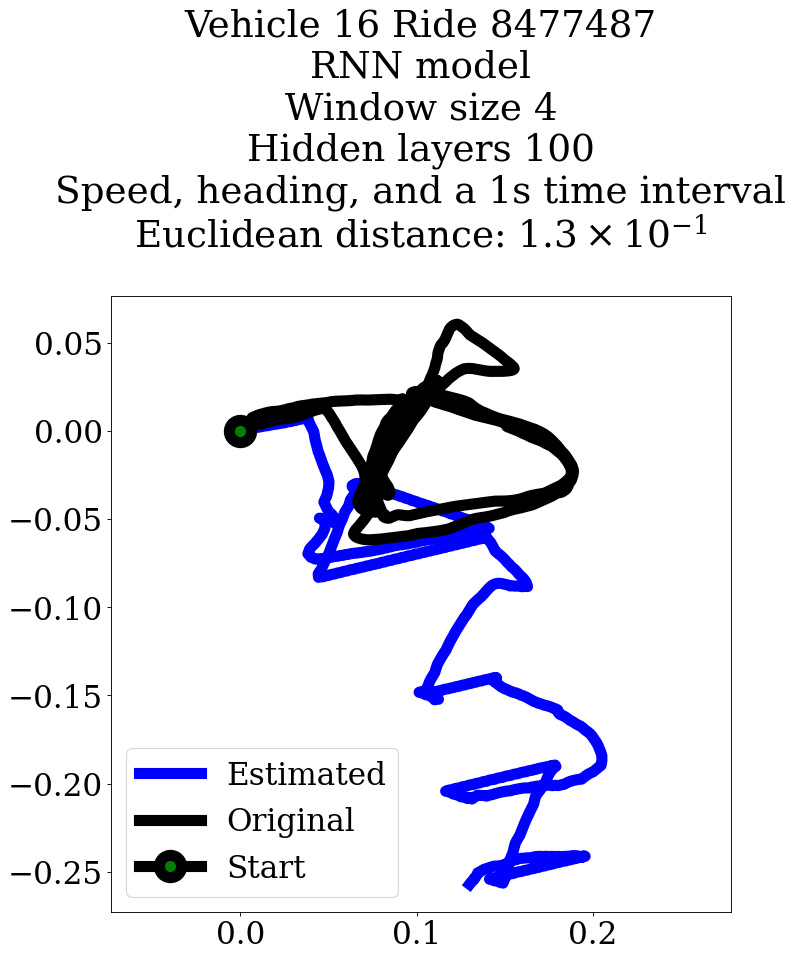 Vehicle 16 Ride 8477487
RNN model
Window size 4
Hidden layers 100
Speed, heading, and a 1s time interval
Euclidean distance: 1.3 × 10⁻¹
0.05
0.00
−0.05
−0.10
−0.15
−0.20
−0.25
Estimated
Original
Start
0.0 0.1 0.2